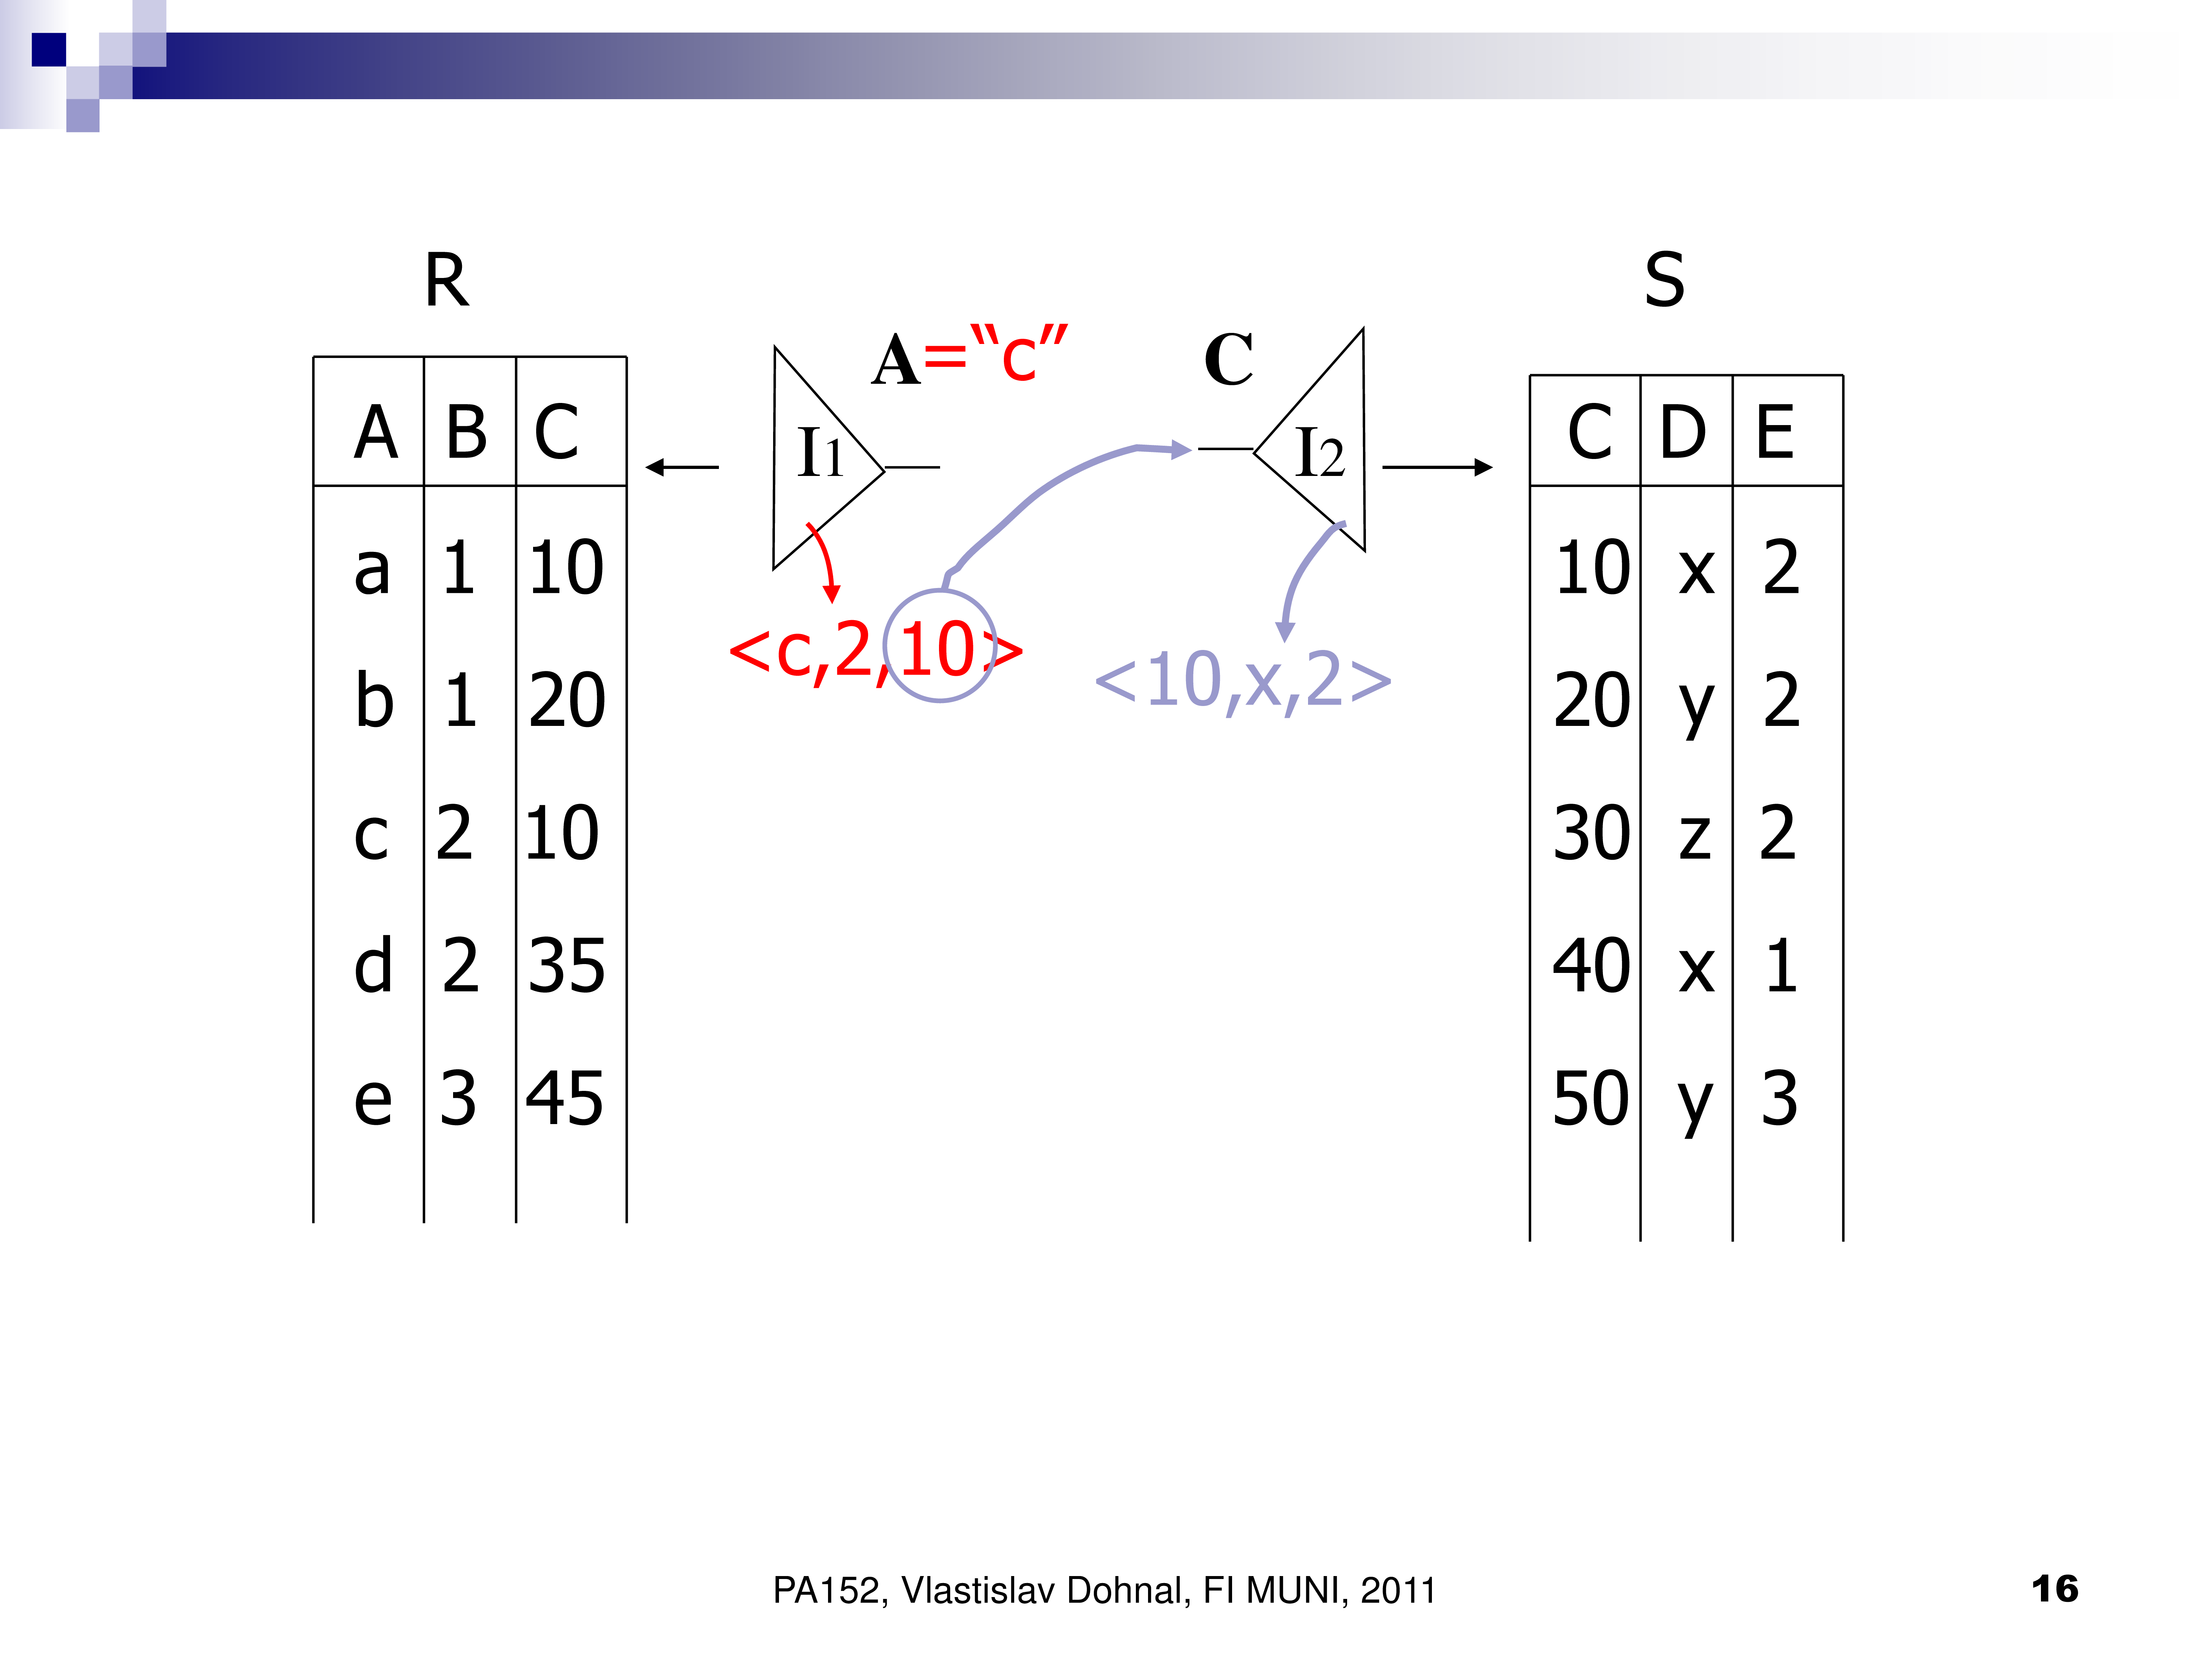 R
A B C
a 1 10
b 1 20
c 2 10
d 2 35
e 3 45
A=“c”
I1
<c,2,10>
C
I2
<10,x,2>
S
C D E
10 x 2
20 y 2
30 z 2
40 x 1
50 y 3
PA152, Vlastislav Dohnal, FI MUNI, 2011
16